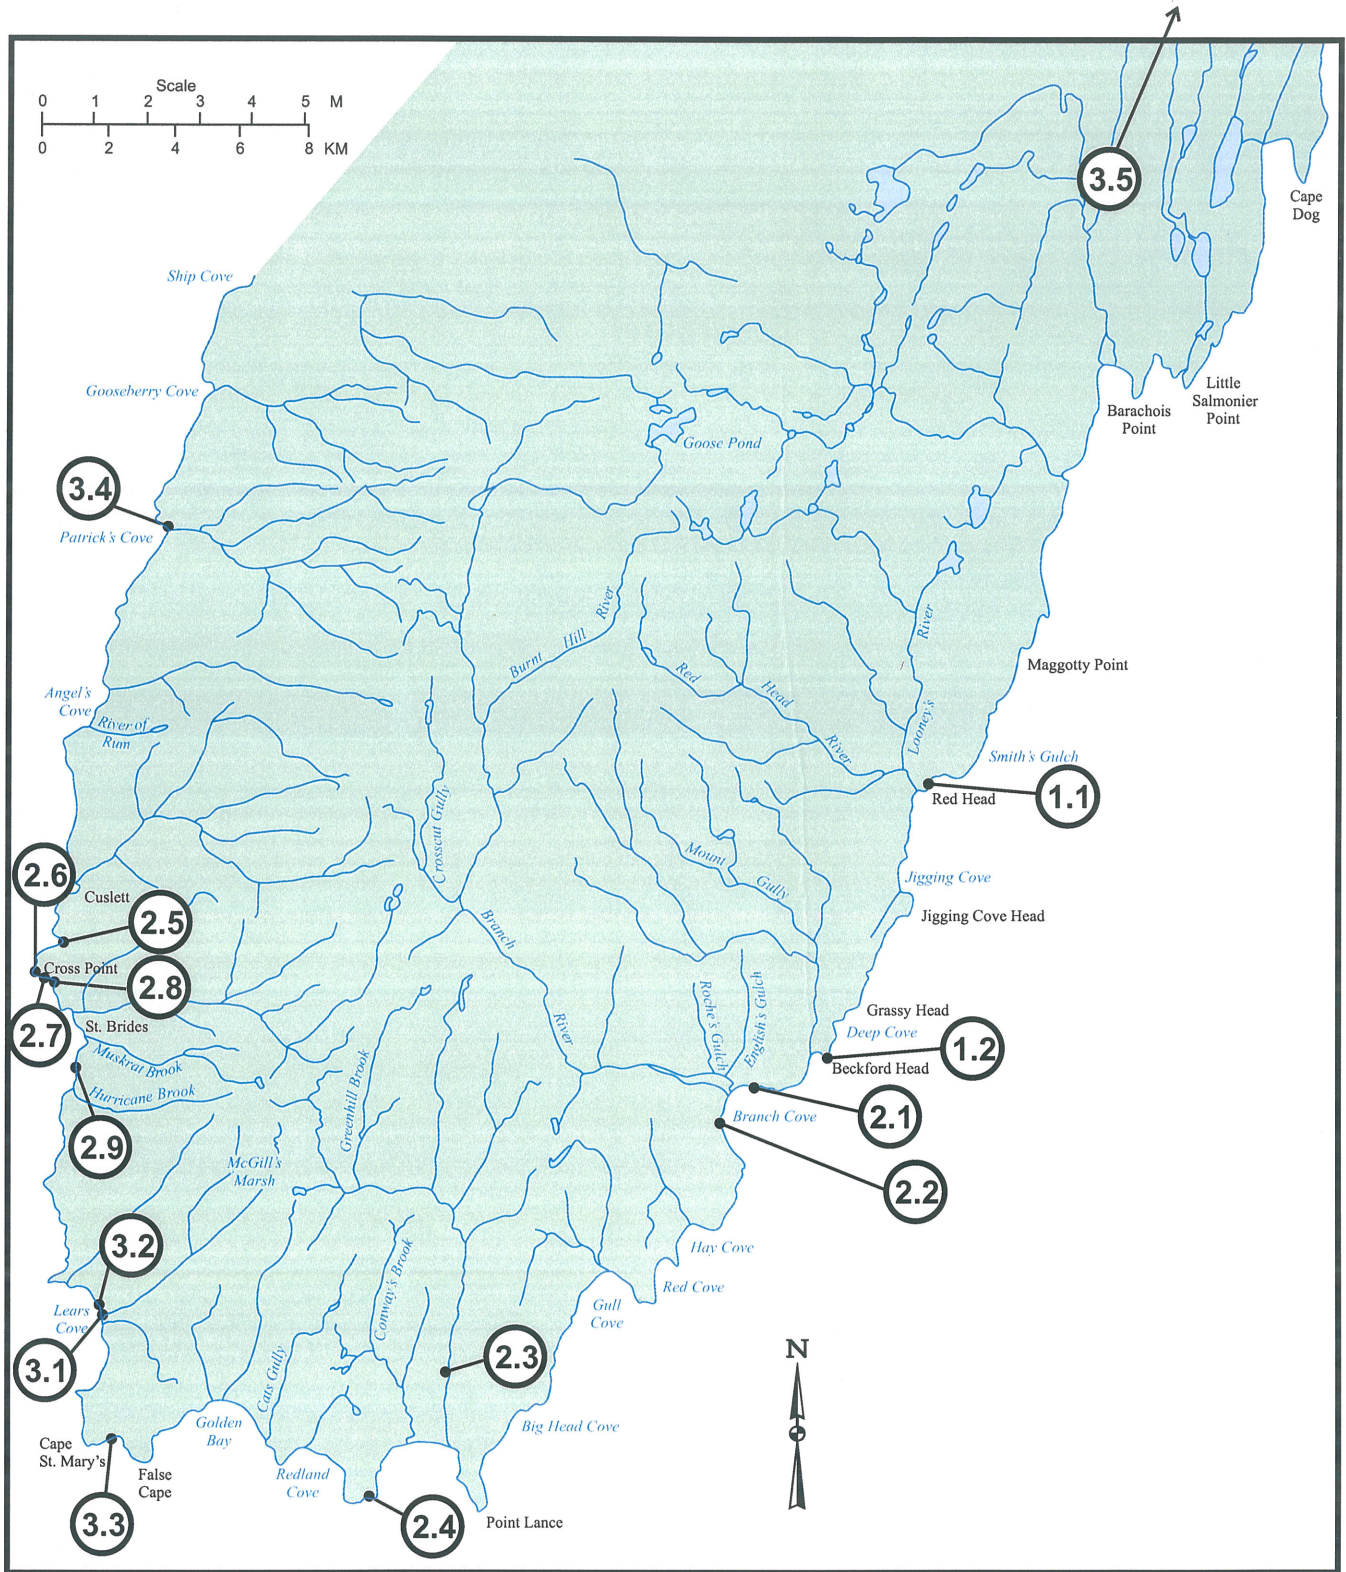 Scale
0 1 2 3 4 5 M
0 2 4 6 8 KM
3.5
Cape
Dog
Ship Cove
Gooseberry Cove
Little
Salmonier
Point
Barachois
Point
Goose Pond
3.4
Patrick's Cove
Burnt Hill River
River
Looney's
Maggotty Point
Red Head River
Angel's
Cove
River of
Rum
Smith's Gulch
Red Head
1.1
Crosscut Gully
Mount Gully
Jigging Cove
Jigging Cove Head
2.6
Cuslett
2.5
Branch River
Cross Point
2.8
2.7
St. Brides
Roche's Gulch
English's Gulch
Grassy Head
Deep Cove
1.2
Beckford Head
Muskrat Brook
Hurricane Brook
Greenhill Brook
2.1
Branch Cove
2.9
McGill's
Marsh
2.2
3.2
Hay Cove
Red Cove
Conway's Brook
Gull
Cove
Lears
Cove
3.1
Cats Gully
2.3
N
Golden
Bay
Big Head Cove
Cape
St. Mary's
False
Cape
Redland
Cove
3.3
2.4
Point Lance